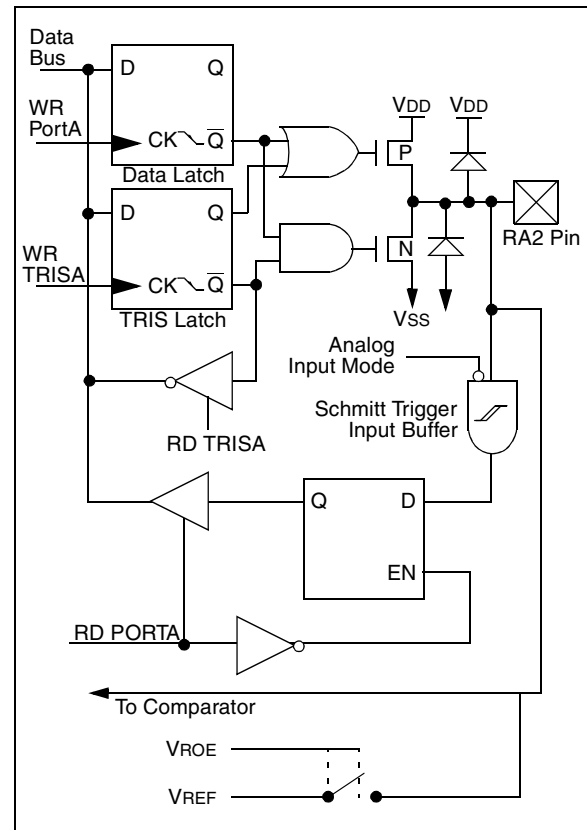 Data
Bus
D
Q
VDD
VDD
WR
PortA
CK
Q
P
Data Latch
D
Q
RA2 Pin
N
WR
TRISA
CK
Q
TRIS Latch
VSS
Analog
Input Mode
Schmitt Trigger
Input Buffer
RD TRISA
Q
D
EN
RD PORTA
To Comparator
VROE
VREF